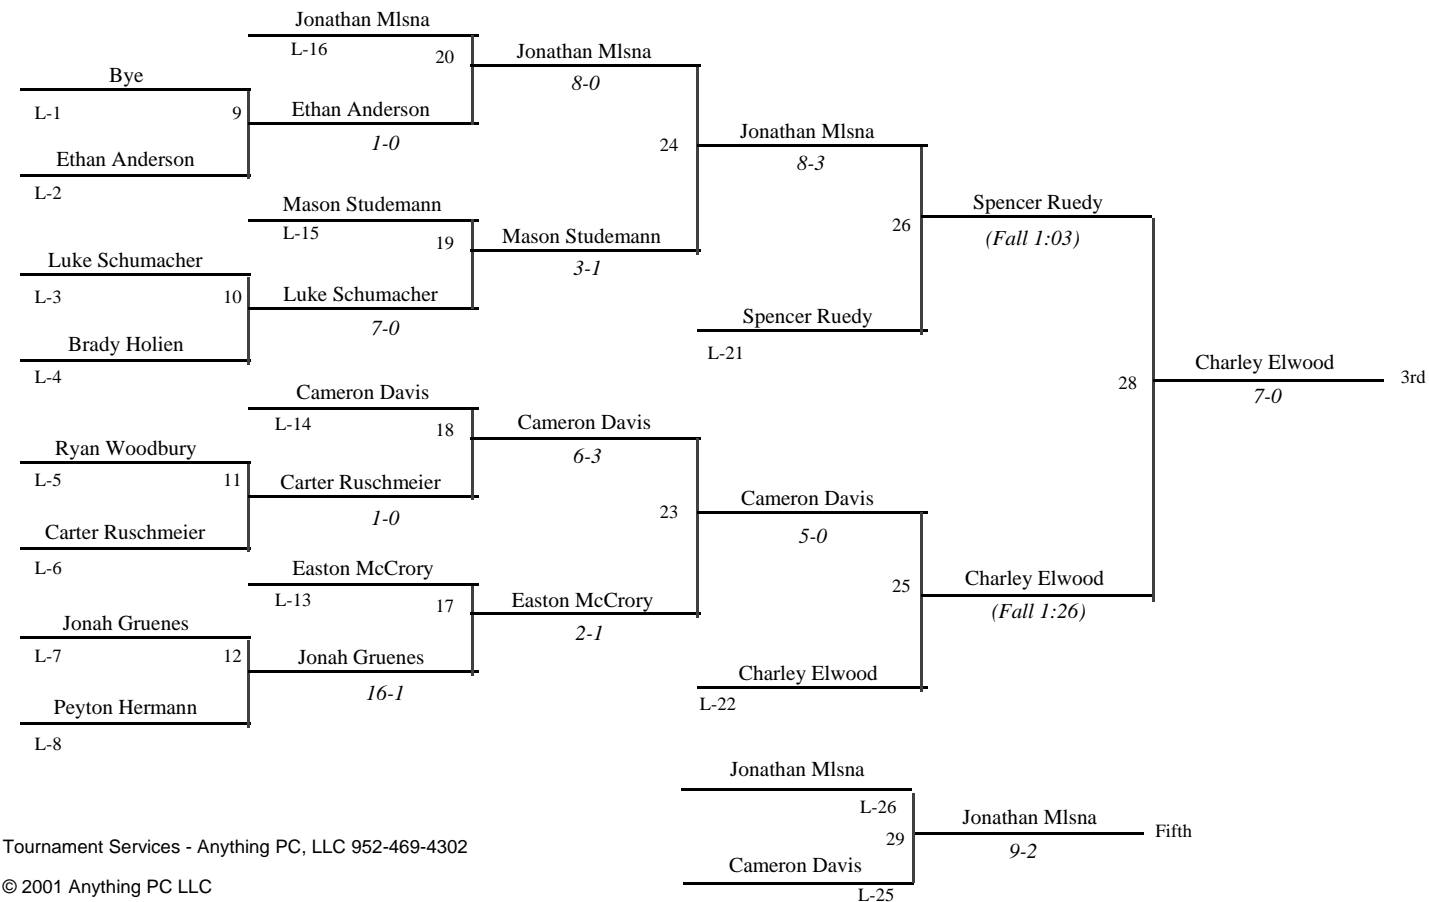 Jonathan Mlsna
L-16
20
Jonathan Mlsna
8-0
Bye
L-1
9
Ethan Anderson
1-0
Ethan Anderson
L-2
24
Jonathan Mlsna
8-3
Mason Studemann
L-15
19
Mason Studemann
3-1
26
Spencer Ruedy
(Fall 1:03)
Luke Schumacher
L-3
10
Luke Schumacher
7-0
Brady Holien
L-4
Spencer Ruedy
L-21
28
Charley Elwood
7-0
3rd
Cameron Davis
L-14
18
Cameron Davis
6-3
Ryan Woodbury
L-5
11
Carter Ruschmeier
1-0
Carter Ruschmeier
L-6
23
Cameron Davis
5-0
Easton McCrory
L-13
17
Easton McCrory
2-1
25
Charley Elwood
(Fall 1:26)
Jonah Gruenes
L-7
12
Jonah Gruenes
16-1
Peyton Hermann
L-8
Charley Elwood
L-22
Jonathan Mlsna
L-26
29
Jonathan Mlsna
9-2
Fifth
Cameron Davis
L-25
Tournament Services - Anything PC, LLC 952-469-4302
© 2001 Anything PC LLC